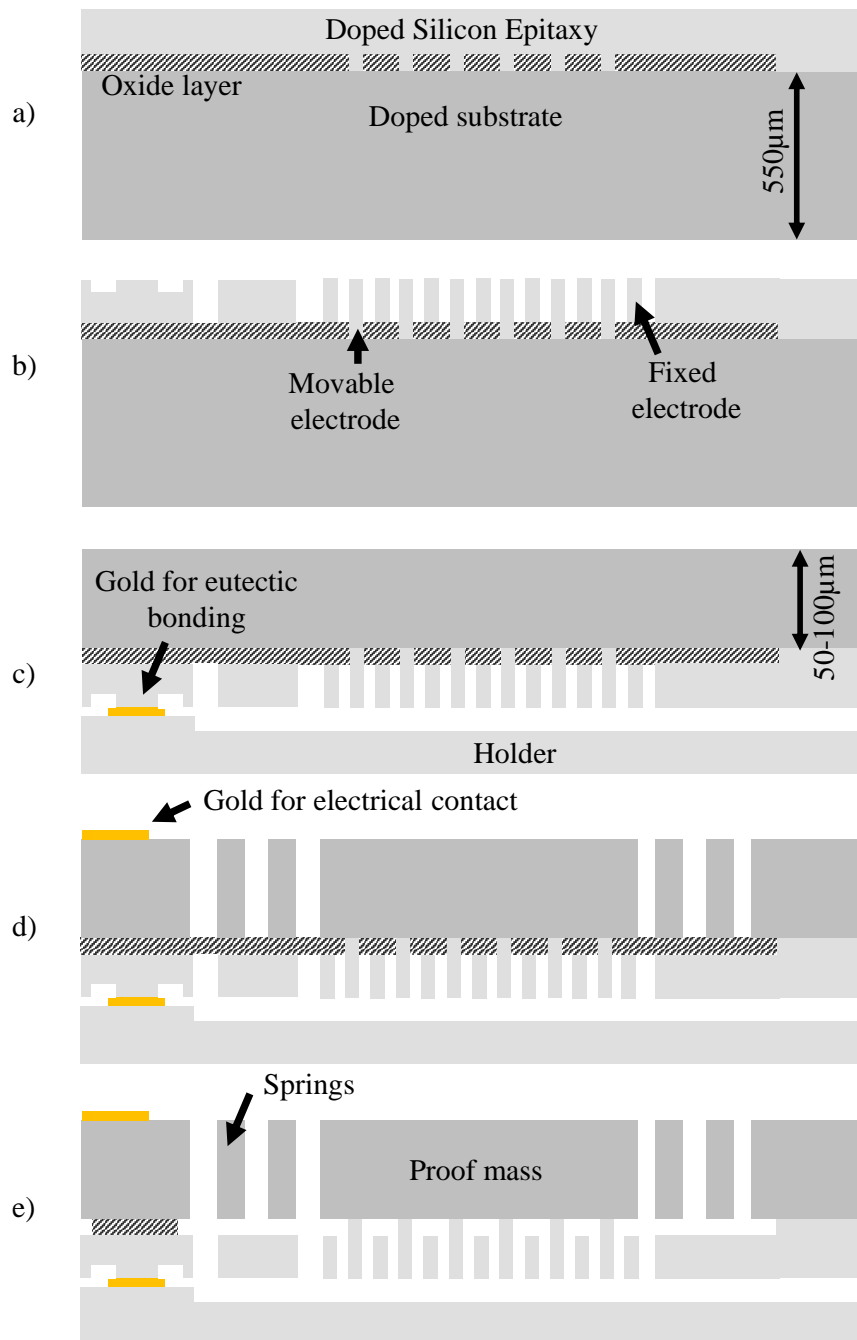 Doped Silicon Epitaxy
Oxide layer
a)
Doped substrate
550µm
b)
Movable
electrode
Fixed
electrode
Gold for eutectic
bonding
50-100µm
c)
Holder
Gold for electrical contact
d)
Springs
Proof mass
e)